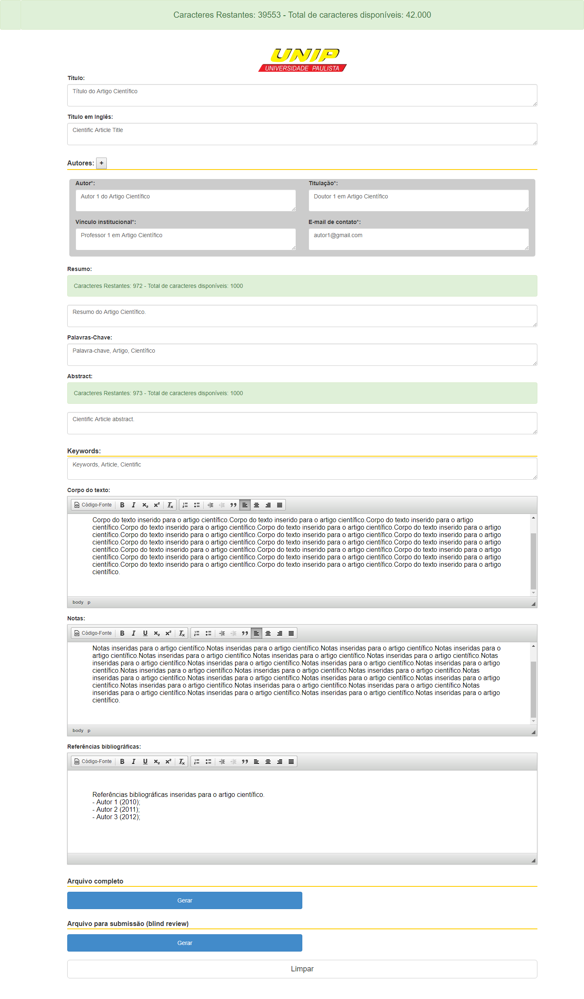 Caracteres Restantes: 39553 - Total de caracteres disponíveis: 42.000
UNIP
UNIVERSIDADE PAULISTA
Título:
Título do Artigo Científico
Título em Inglês:
Cientific Article Title
Autores: +
Autor*: Titulação*:
Autor 1 do Artigo Científico Doutor 1 em Artigo Científico
Vínculo institucional*: E-mail de contato*:
Professor 1 em Artigo Científico autor1@gmail.com
Resumo:
Caracteres Restantes: 972 - Total de caracteres disponíveis: 1000
Resumo do Artigo Científico.
Palavras-Chave:
Palavra-chave, Artigo, Científico
Abstract:
Caracteres Restantes: 973 - Total de caracteres disponíveis: 1000
Cientific Article abstract.
Keywords:
Keywords, Article, Cientific
Corpo do texto:
Código-Fonte
Corpo do texto inserido para o artigo científico.Corpo do texto inserido para o artigo científico.Corpo do texto inserido para o artigo
científico.Corpo do texto inserido para o artigo científico.Corpo do texto inserido para o artigo científico.Corpo do texto inserido para o artigo
científico.Corpo do texto inserido para o artigo científico.Corpo do texto inserido para o artigo científico.Corpo do texto inserido para o artigo
científico.Corpo do texto inserido para o artigo científico.Corpo do texto inserido para o artigo científico.Corpo do texto inserido para o artigo
científico.Corpo do texto inserido para o artigo científico.Corpo do texto inserido para o artigo científico.Corpo do texto inserido para o artigo
científico.Corpo do texto inserido para o artigo científico.Corpo do texto inserido para o artigo científico.Corpo do texto inserido para o artigo
científico.Corpo do texto inserido para o artigo científico.Corpo do texto inserido para o artigo científico.Corpo do texto inserido para o artigo
científico.
body p
Notas:
Código-Fonte
Notas inseridas para o artigo científico.Notas inseridas para o artigo científico.Notas inseridas para o artigo científico.Notas inseridas para o
artigo científico.Notas inseridas para o artigo científico.Notas inseridas para o artigo científico.Notas inseridas para o artigo científico.Notas
inseridas para o artigo científico.Notas inseridas para o artigo científico.Notas inseridas para o artigo científico.Notas inseridas para o artigo
científico.Notas inseridas para o artigo científico.Notas inseridas para o artigo científico.Notas inseridas para o artigo científico.Notas
inseridas para o artigo científico.Notas inseridas para o artigo científico.Notas inseridas para o artigo científico.Notas inseridas para o artigo
científico.Notas inseridas para o artigo científico.Notas inseridas para o artigo científico.Notas inseridas para o artigo científico.Notas
inseridas para o artigo científico.Notas inseridas para o artigo científico.Notas inseridas para o artigo científico.Notas inseridas para o artigo
científico.
body p
Referências bibliográficas:
Código-Fonte
Referências bibliográficas inseridas para o artigo científico.
- Autor 1 (2010);
- Autor 2 (2011);
- Autor 3 (2012);
Arquivo completo
Gerar
Arquivo para submissão (blind review)
Gerar
Limpar